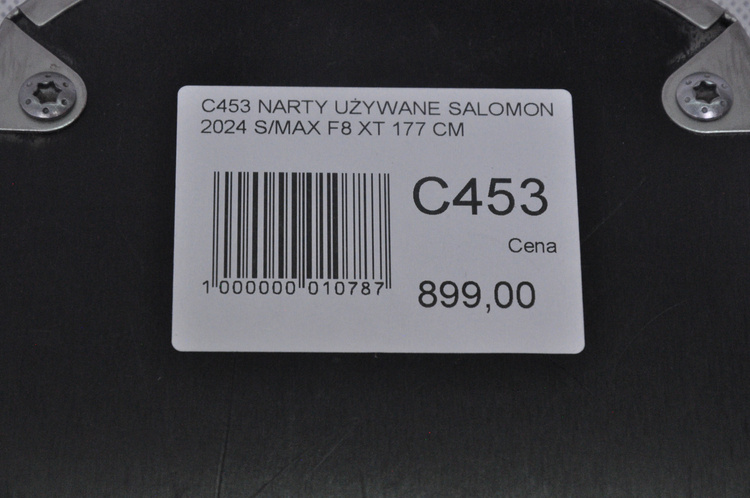 C453 NARTY UŻYWANE SALOMON
2024 S/MAX F8 XT 177 CM
C453
Cena
1 000000 010787
899,00